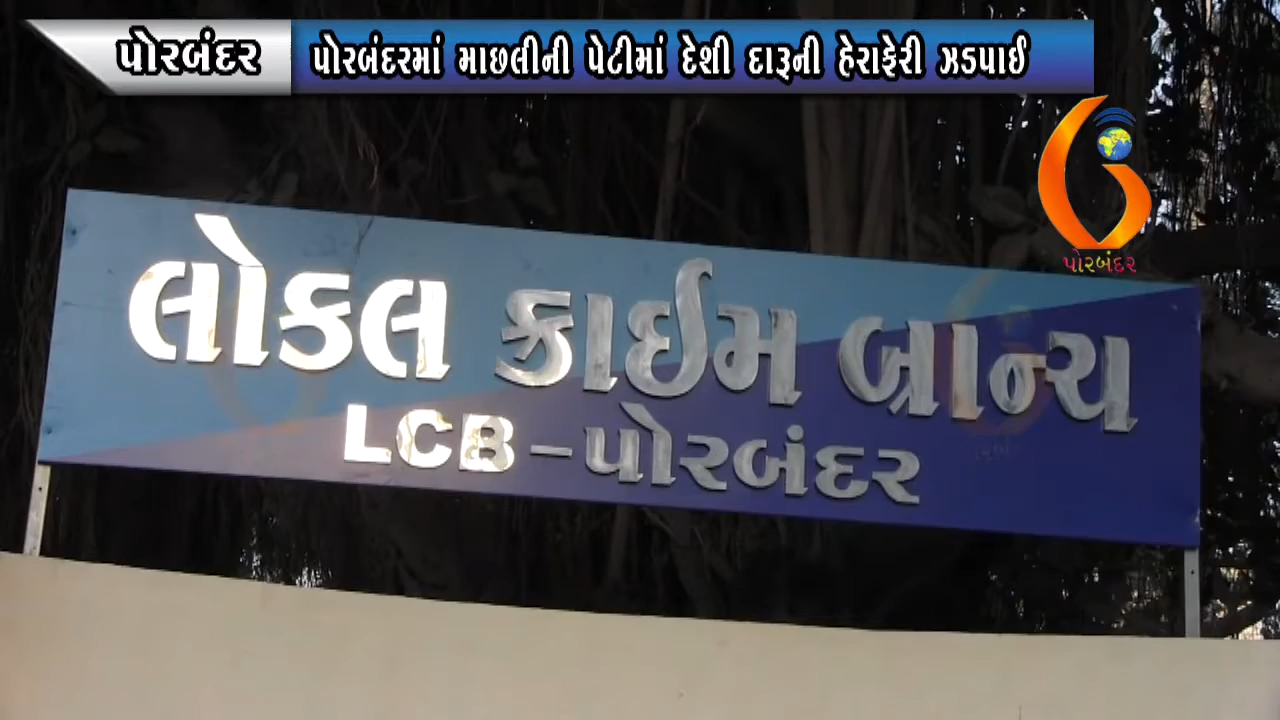 પોરબંદર
પોરબંદરમાં માછલીની પેટીમાં દેશી દારૂની હેરાફેરી ઝડપાઈ
પોરબંદર
લોકલ ક્રાઈમ બ્રાન્ચ
LCB – પોરબંદર